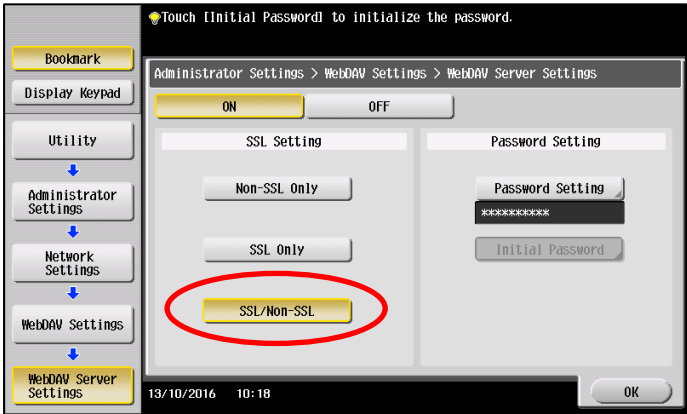 Touch [Initial Password] to initialize the password.
Bookmark
Display Keypad
Utility
Administrator
Settings
Network
Settings
WebDAV Settings
WebDAV Server
Settings
Administrator Settings > WebDAV Settings > WebDAV Server Settings
ON
OFF
SSL Setting
Non-SSL Only
SSL Only
SSL/Non-SSL
Password Setting
Password Setting
**********
Initial Password
13/10/2016 10:18
OK